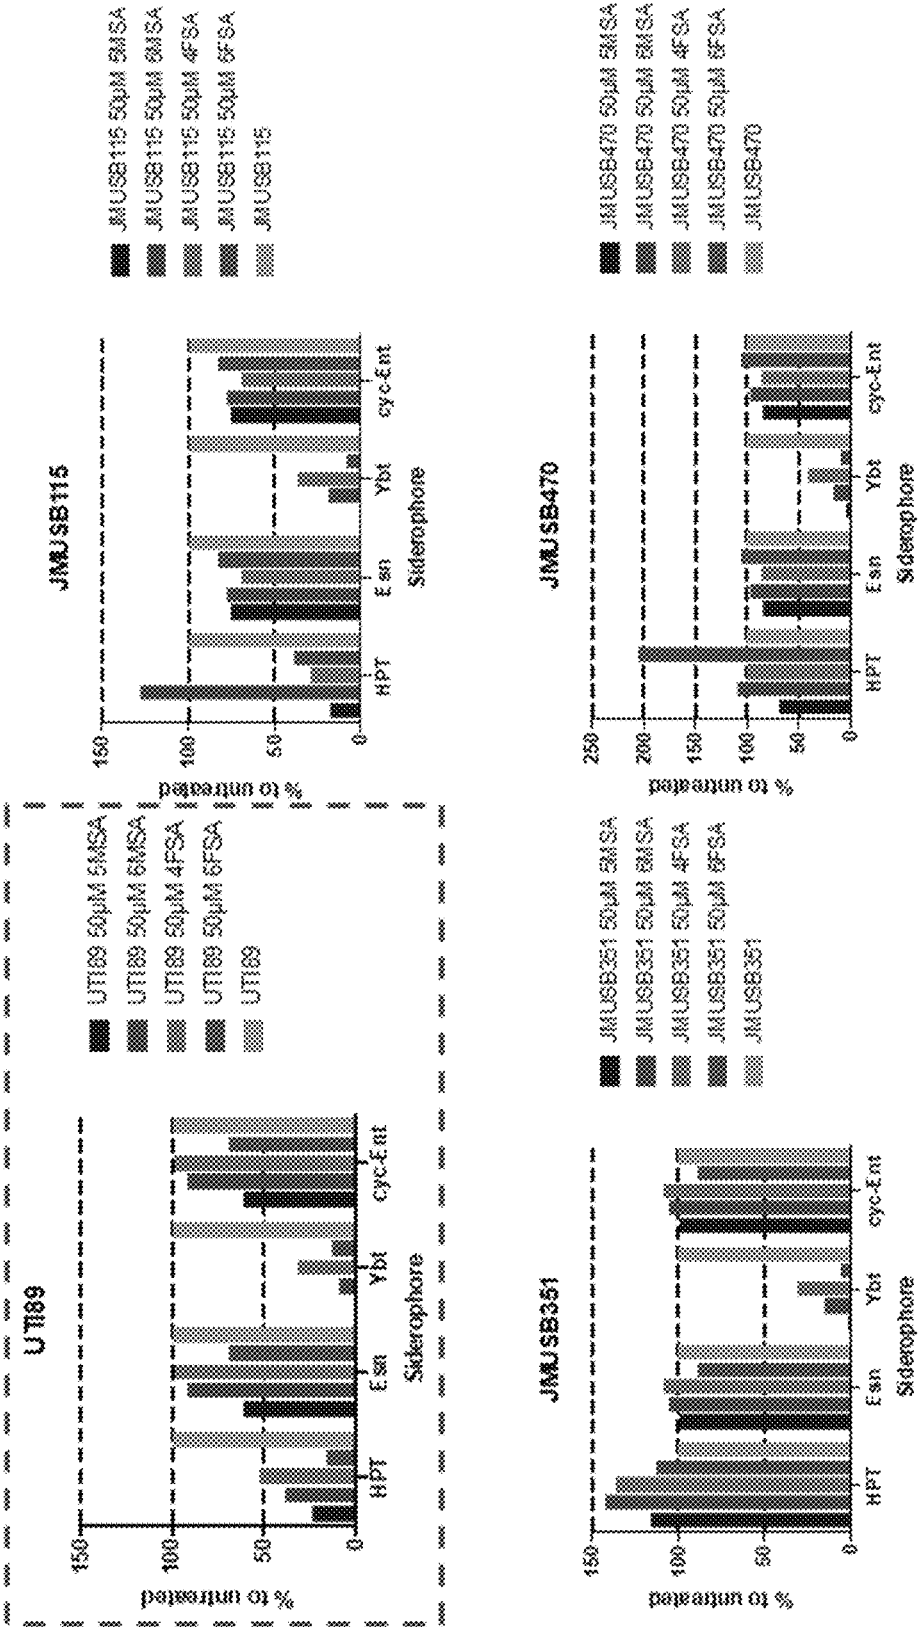 UTI89
% to untreated
150
100
50
0
HPT
Esn
Ybt
cyc-Ent
Siderophore
UTI89 50µM 5MSA
UTI89 50µM 6MSA
UTI89 50µM 4FSA
UTI89 50µM 6FSA
UTI89
JMUSB115
% to untreated
150
100
50
0
HPT
Esn
Ybt
cyc-Ent
Siderophore
JMUSB115 50µM 5MSA
JMUSB115 50µM 6MSA
JMUSB115 50µM 4FSA
JMUSB115 50µM 6FSA
JMUSB115
JMUSB351
% to untreated
150
100
50
0
HPT
Esn
Ybt
cyc-Ent
Siderophore
JMUSB351 50µM 5MSA
JMUSB351 50µM 6MSA
JMUSB351 50µM 4FSA
JMUSB351 50µM 6FSA
JMUSB351
JMUSB470
% to untreated
250
200
150
100
50
0
HPT
Esn
Ybt
cyc-Ent
Siderophore
JMUSB470 50µM 5MSA
JMUSB470 50µM 6MSA
JMUSB470 50µM 4FSA
JMUSB470 50µM 6FSA
JMUSB470